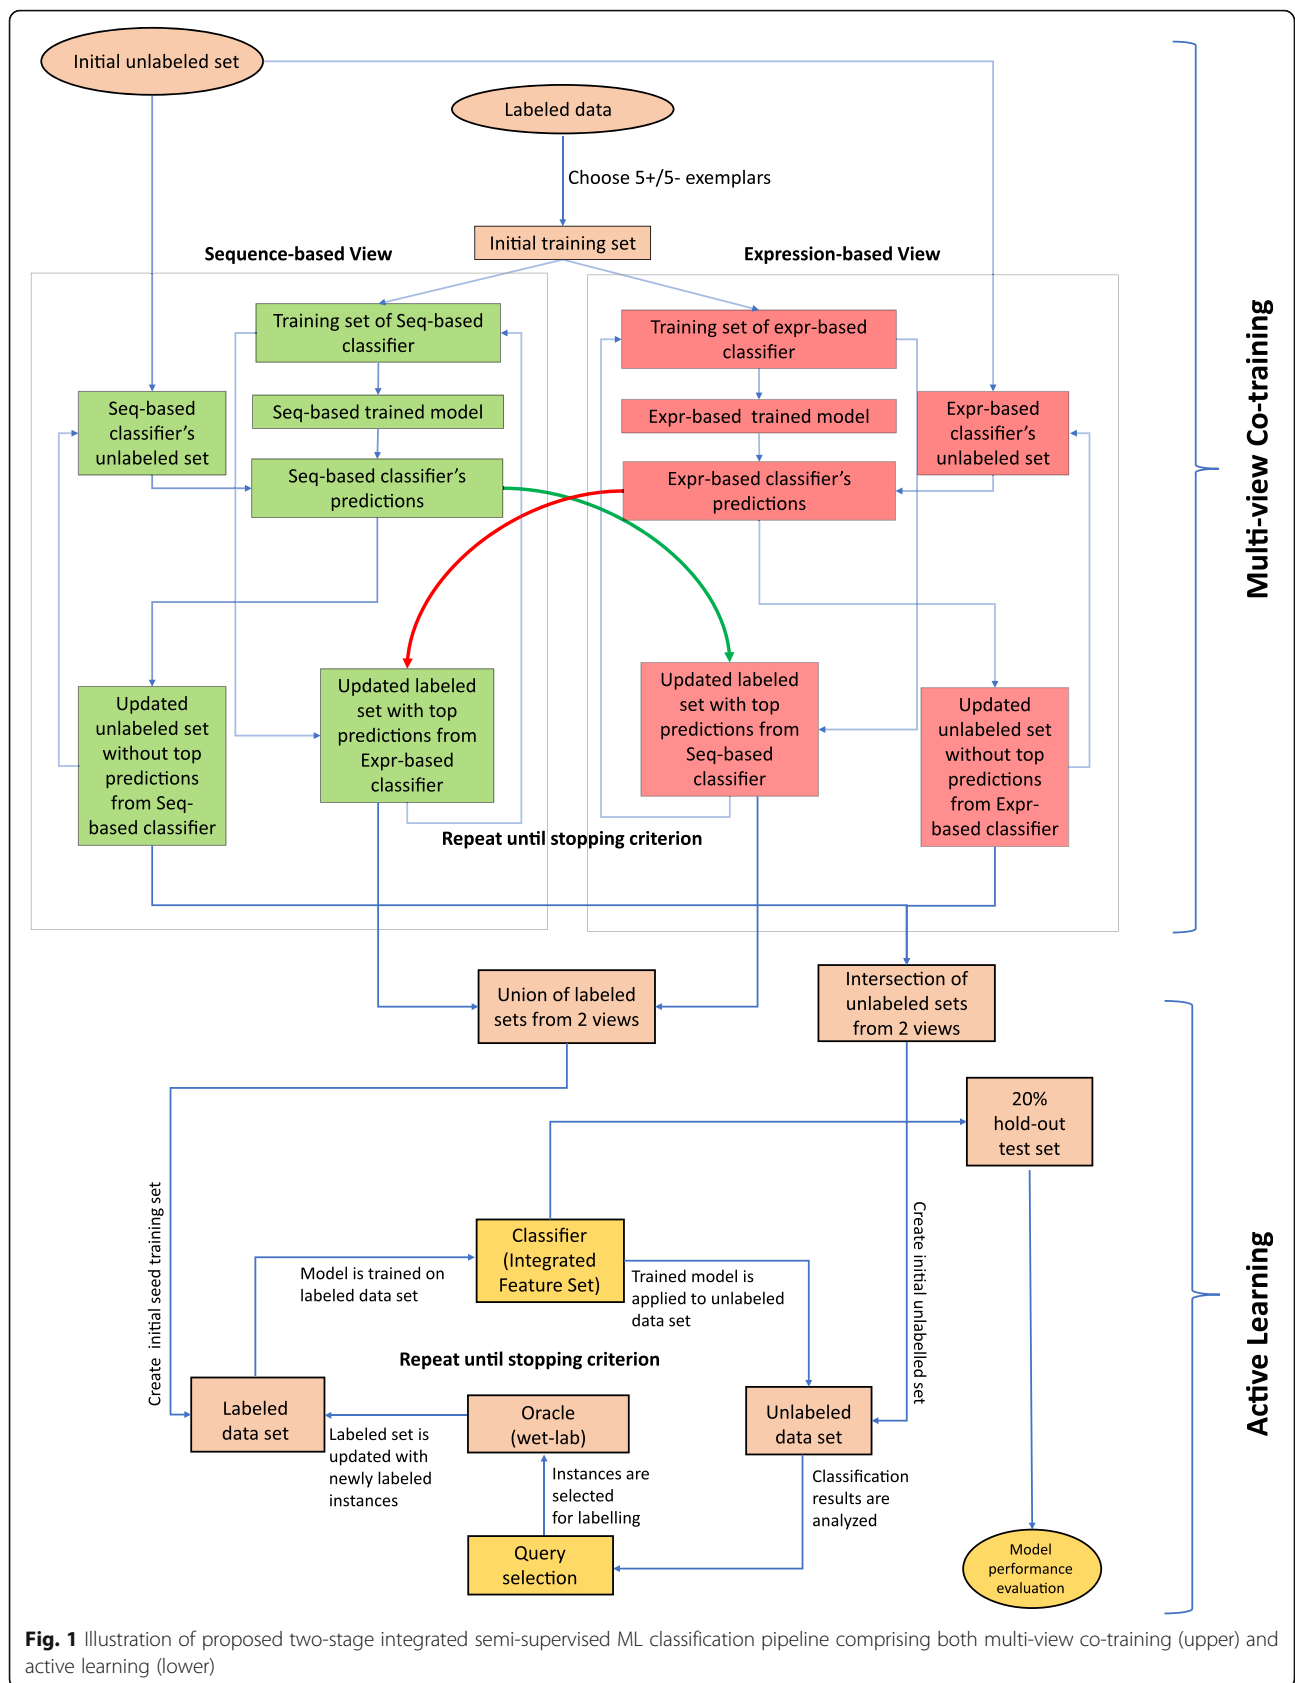 Initial unlabeled set
Labeled data
Choose 5+/5- exemplars
Initial training set
Sequence-based View
Expression-based View
Training set of Seq-based
classifier
Seq-based trained model
Seq-based classifier's
predictions
Seq-based
classifier's
unlabeled set
Training set of expr-based
classifier
Expr-based trained model
Expr-based classifier's
predictions
Expr-based
classifier's
unlabeled set
Multi-view Co-training
Updated
unlabeled set
without top
predictions
from Seq-
based classifier
Updated labeled
set with top
predictions from
Expr-based
classifier
Updated labeled
set with top
predictions from
Seq-based
classifier
Updated
unlabeled set
without top
predictions
from Expr-
based classifier
Repeat until stopping criterion
Union of labeled
sets from 2 views
Intersection of
unlabeled sets
from 2 views
20%
hold-out
test set
Create initial seed training set
Classifier
(Integrated
Feature Set)
Model is trained on
labeled data set
Trained model is
applied to unlabeled
data set
Create initial unlabelled set
Active Learning
Repeat until stopping criterion
Labeled
data set
Oracle
(wet-lab)
Unlabeled
data set
Labeled set is
updated with
newly labeled
instances
Instances are
selected
for labelling
Classification
results are
analyzed
Query
selection
Model
performance
evaluation
Fig. 1 Illustration of proposed two-stage integrated semi-supervised ML classification pipeline comprising both multi-view co-training (upper) and
active learning (lower)